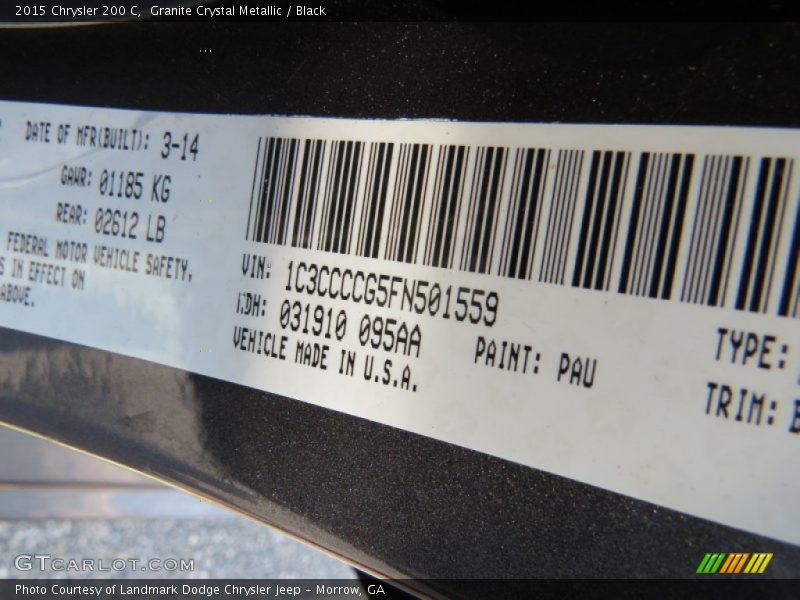 2015 Chrysler 200 C,  Granite Crystal Metallic / Black
DATE OF MFR(BUILT): 3-14
GAWR: 01185 KG
REAR: 02612 LB
FEDERAL MOTOR VEHICLE SAFETY,
IN EFFECT ON
ABOVE.
VIN: 1C3CCCCG5FN501559
MDH: 031910 095AA
VEHICLE MADE IN U.S.A.
PAINT: PAU
TYPE:
TRIM:
GTCARLOT.COM
Photo Courtesy of Landmark Dodge Chrysler Jeep – Morrow, GA